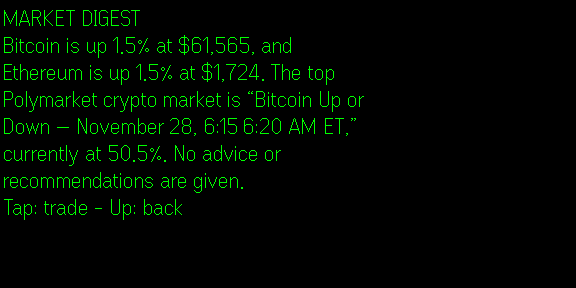 MARKET DIGEST
Bitcoin is up 1.5% at $61,565, and
Ethereum is up 1.5% at $1,724. The top
Polymarket crypto market is “Bitcoin Up or
Down – November 28, 6:15 6:20 AM ET,”
currently at 50.5%. No advice or
recommendations are given.
Tap: trade - Up: back